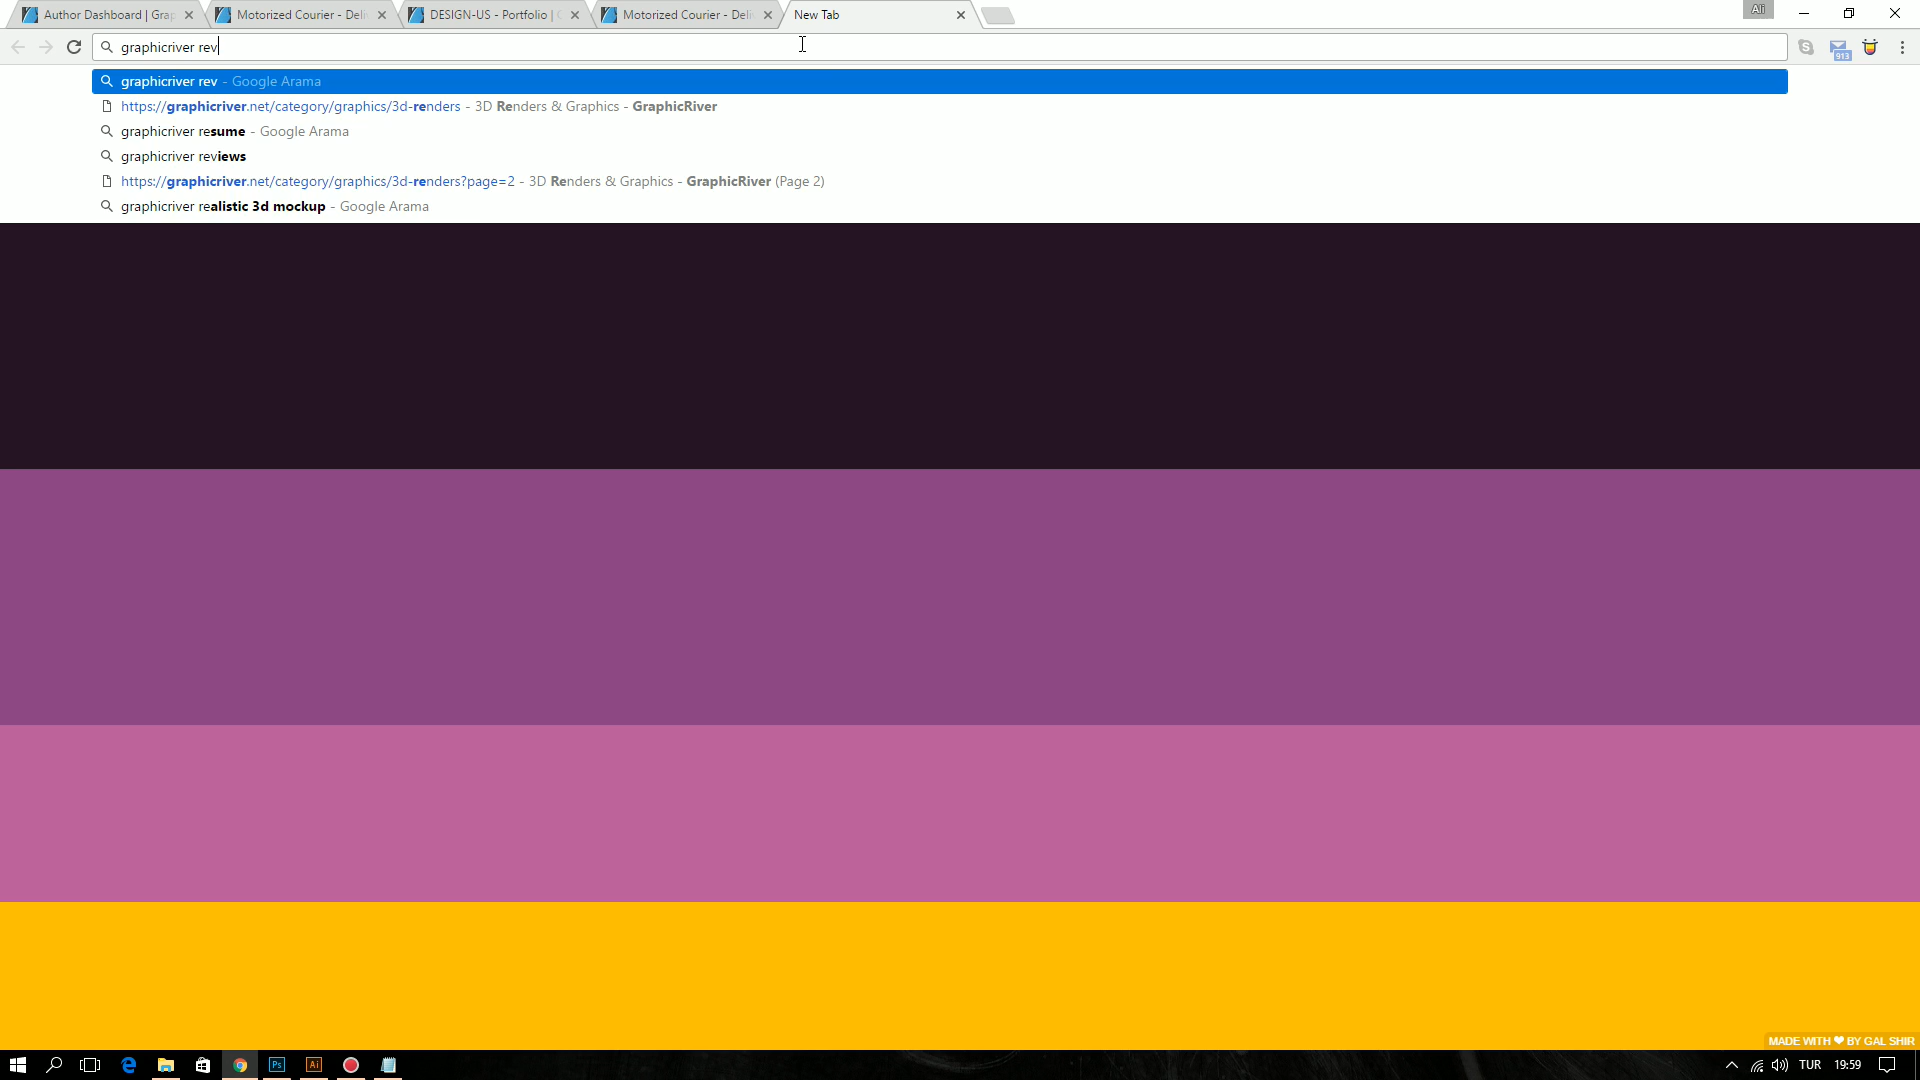 Author Dashboard | Grap
Motorized Courier - Deli
DESIGN-US - Portfolio |
Motorized Courier - Deli
New Tab
Ali
graphicriver rev
913
graphicriver rev - Google Arama
https://graphicriver.net/category/graphics/3d-renders - 3D Renders & Graphics - GraphicRiver
graphicriver resume - Google Arama
graphicriver reviews
https://graphicriver.net/category/graphics/3d-renders?page=2 - 3D Renders & Graphics - GraphicRiver (Page 2)
graphicriver realistic 3d mockup - Google Arama
MADE WITH ❤ BY GAL SHIR
Ps
Ai
TUR
19:59